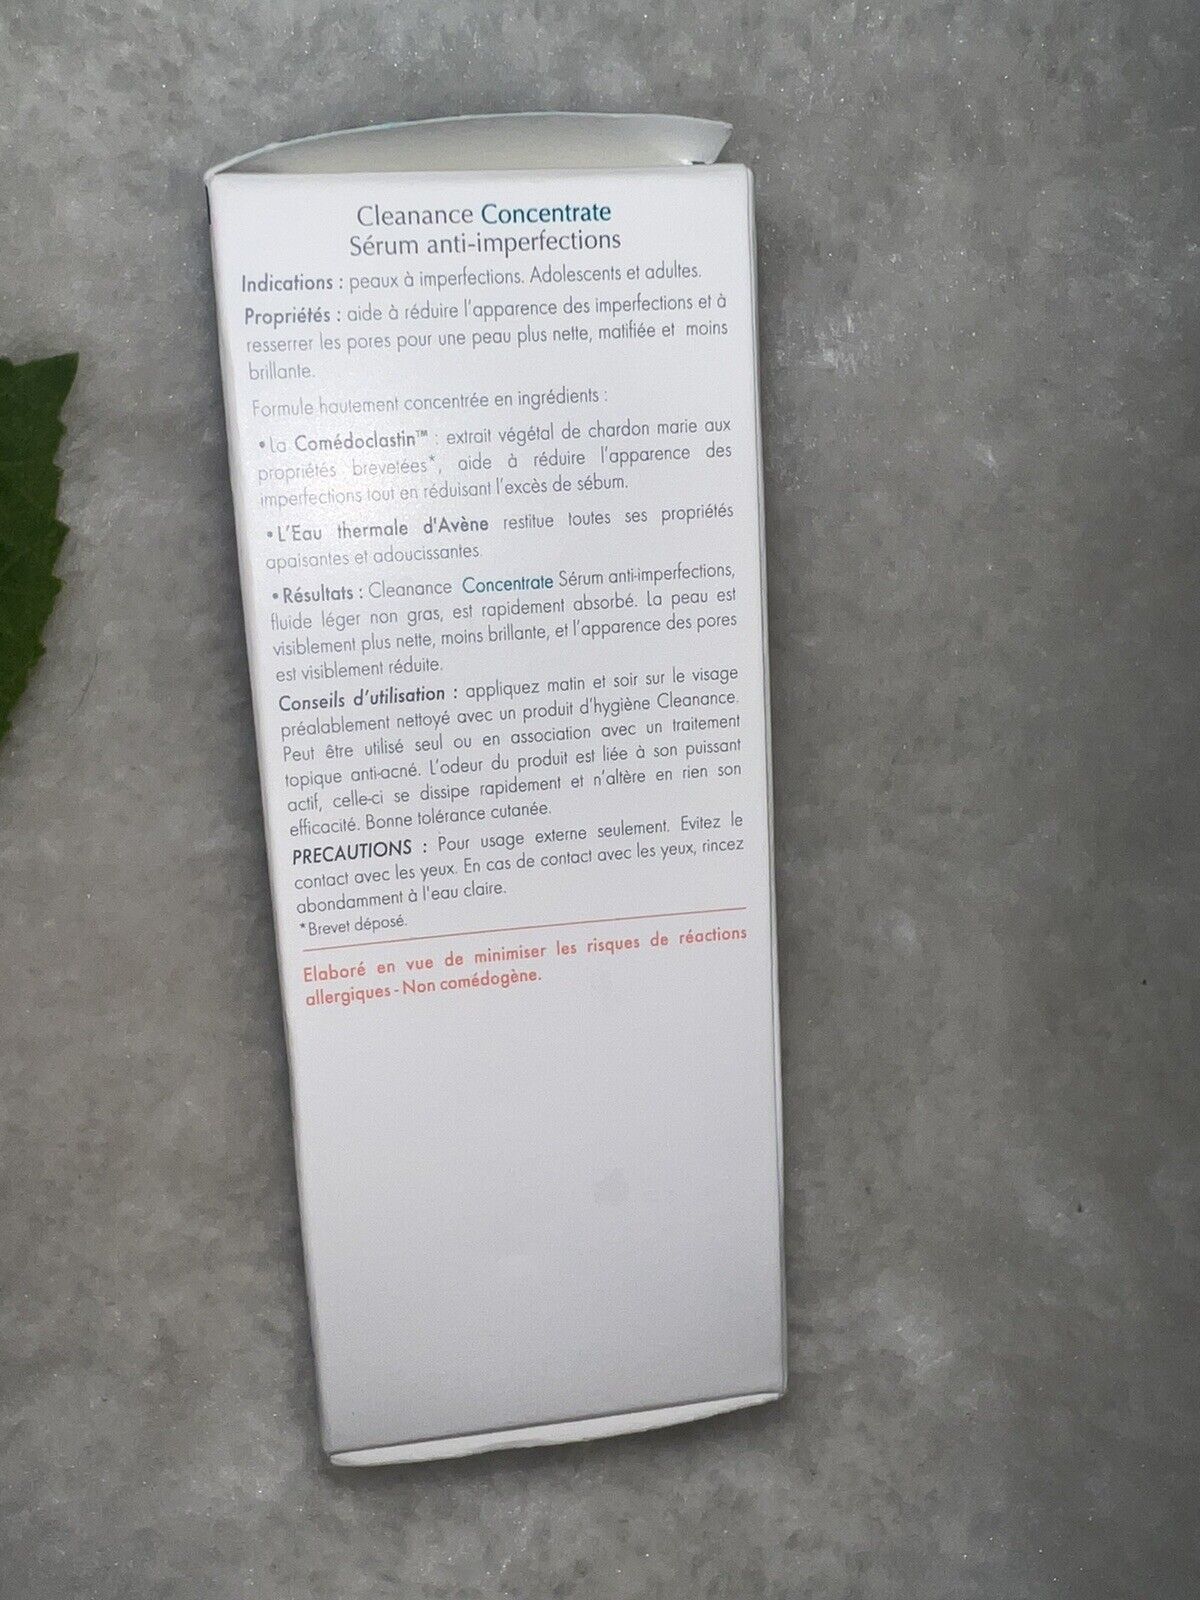 Cleanance Concentrate
Sérum anti-imperfections
Indications : peaux à imperfections. Adolescents et adultes.
Propriétés : aide à réduire l'apparence des imperfections et à
resserrer les pores pour une peau plus nette, matifiée et moins
brillante.
Formule hautement concentrée en ingrédients :
• La Comédoclastin™ : extrait végétal de chardon marie aux
propriétés brevetées*, aide à réduire l'apparence des
imperfections tout en réduisant l'excès de sébum.
• L'Eau thermale d'Avène restitue toutes ses propriétés
apaisantes et adoucissantes.
• Résultats : Cleanance Concentrate Sérum anti-imperfections,
fluide léger non gras, est rapidement absorbé. La peau est
visiblement plus nette, moins brillante, et l'apparence des pores
est visiblement réduite.
Conseils d'utilisation : appliquez matin et soir sur le visage
préalablement nettoyé avec un produit d'hygiène Cleanance.
Peut être utilisé seul ou en association avec un traitement
topique anti-acné. L'odeur du produit est liée à son puissant
actif, celle-ci se dissipe rapidement et n'altère en rien son
efficacité. Bonne tolérance cutanée.
PRECAUTIONS : Pour usage externe seulement. Evitez le
contact avec les yeux. En cas de contact avec les yeux, rincez
abondamment à l'eau claire.
*Brevet déposé.
Elaboré en vue de minimiser les risques de réactions
allergiques - Non comédogène.